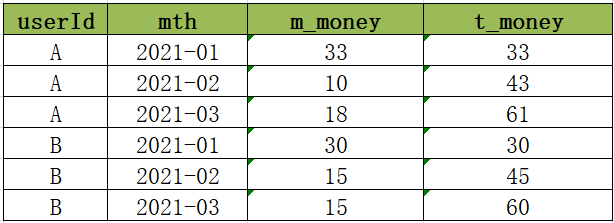 userId mth m_money t_money
A 2021-01 33 33
A 2021-02 10 43
A 2021-03 18 61
B 2021-01 30 30
B 2021-02 15 45
B 2021-03 15 60